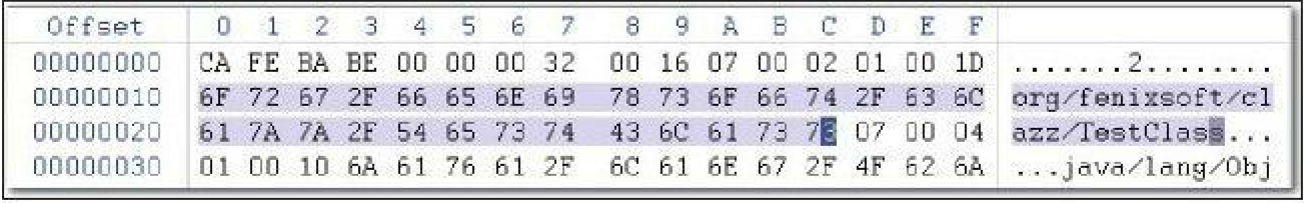 Offset 0 1 2 3 4 5 6 7 8 9 A B C D E F
00000000 CA FE BA BE 00 00 00 32 00 16 07 00 02 01 00 1D .......2........
00000010 6F 72 67 2F 66 65 6E 69 78 73 6F 66 74 2F 63 6C org/fenixsoft/cl
00000020 61 7A 7A 2F 54 65 73 74 43 6C 61 73 73 07 00 04 azz/TestClass...
00000030 01 00 10 6A 61 76 61 2F 6C 61 6E 67 2F 4F 62 6A ...java/lang/Obj